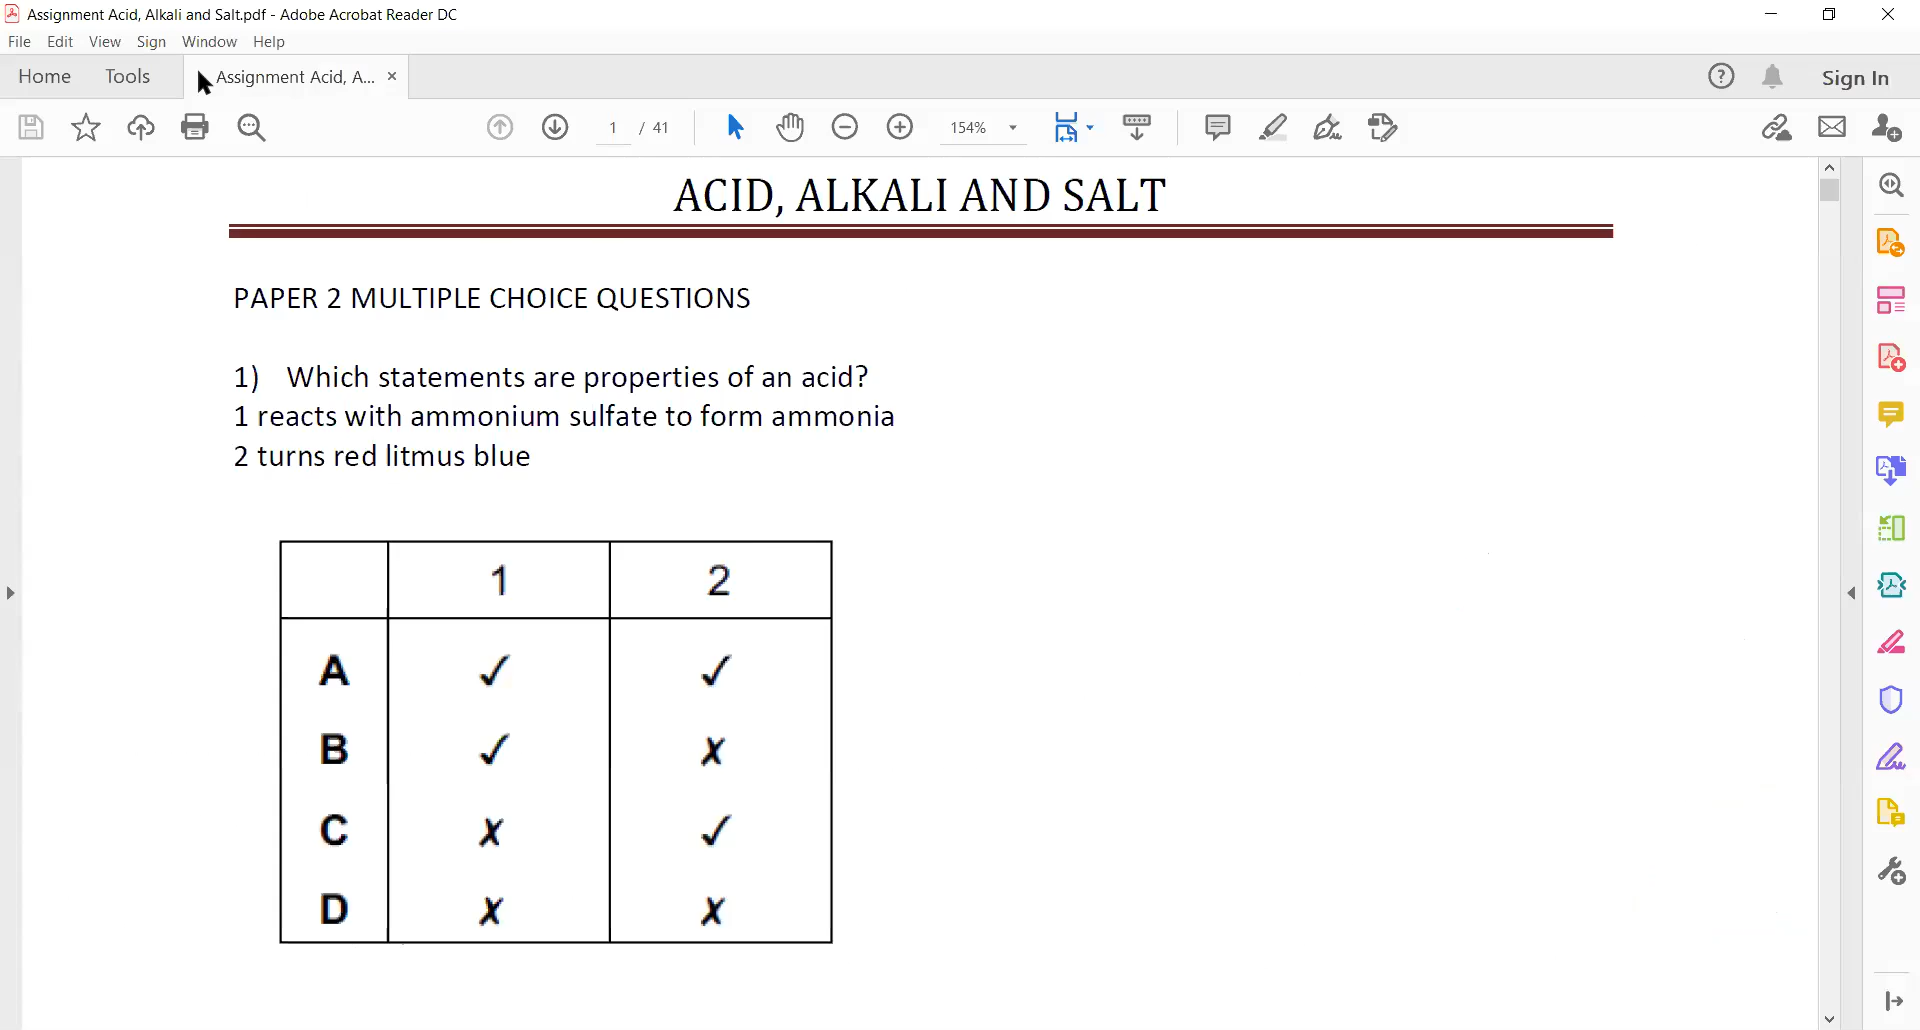 Assignment Acid, Alkali and Salt.pdf - Adobe Acrobat Reader DC
File Edit View Sign Window Help
Home Tools Assignment Acid, A... × Sign In
1 / 41 154%
ACID, ALKALI AND SALT
PAPER 2 MULTIPLE CHOICE QUESTIONS
1) Which statements are properties of an acid?
1 reacts with ammonium sulfate to form ammonia
2 turns red litmus blue
1 2
A ✓ ✓
B ✓ ✗
C ✗ ✓
D ✗ ✗